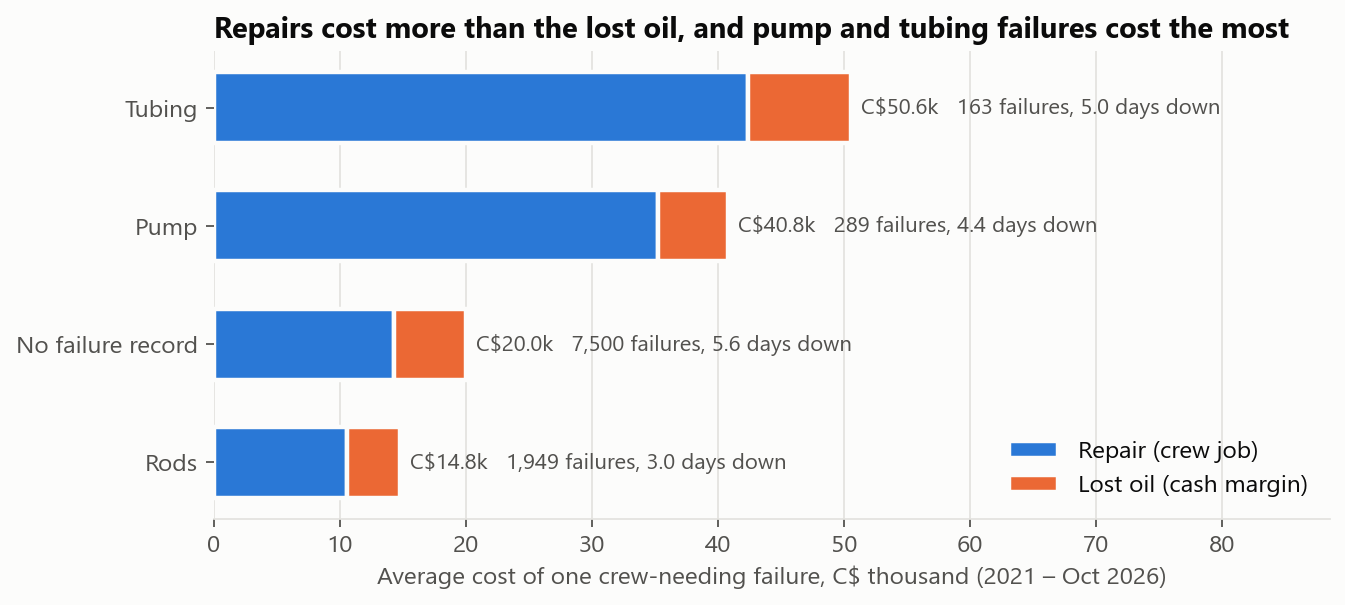 Repairs cost more than the lost oil, and pump and tubing failures cost the most
Tubing
C$50.6k 163 failures, 5.0 days down
Pump
C$40.8k 289 failures, 4.4 days down
No failure record
C$20.0k 7,500 failures, 5.6 days down
Rods
C$14.8k 1,949 failures, 3.0 days down
Repair (crew job)
Lost oil (cash margin)
0 10 20 30 40 50 60 70 80
Average cost of one crew-needing failure, C$ thousand (2021 – Oct 2026)